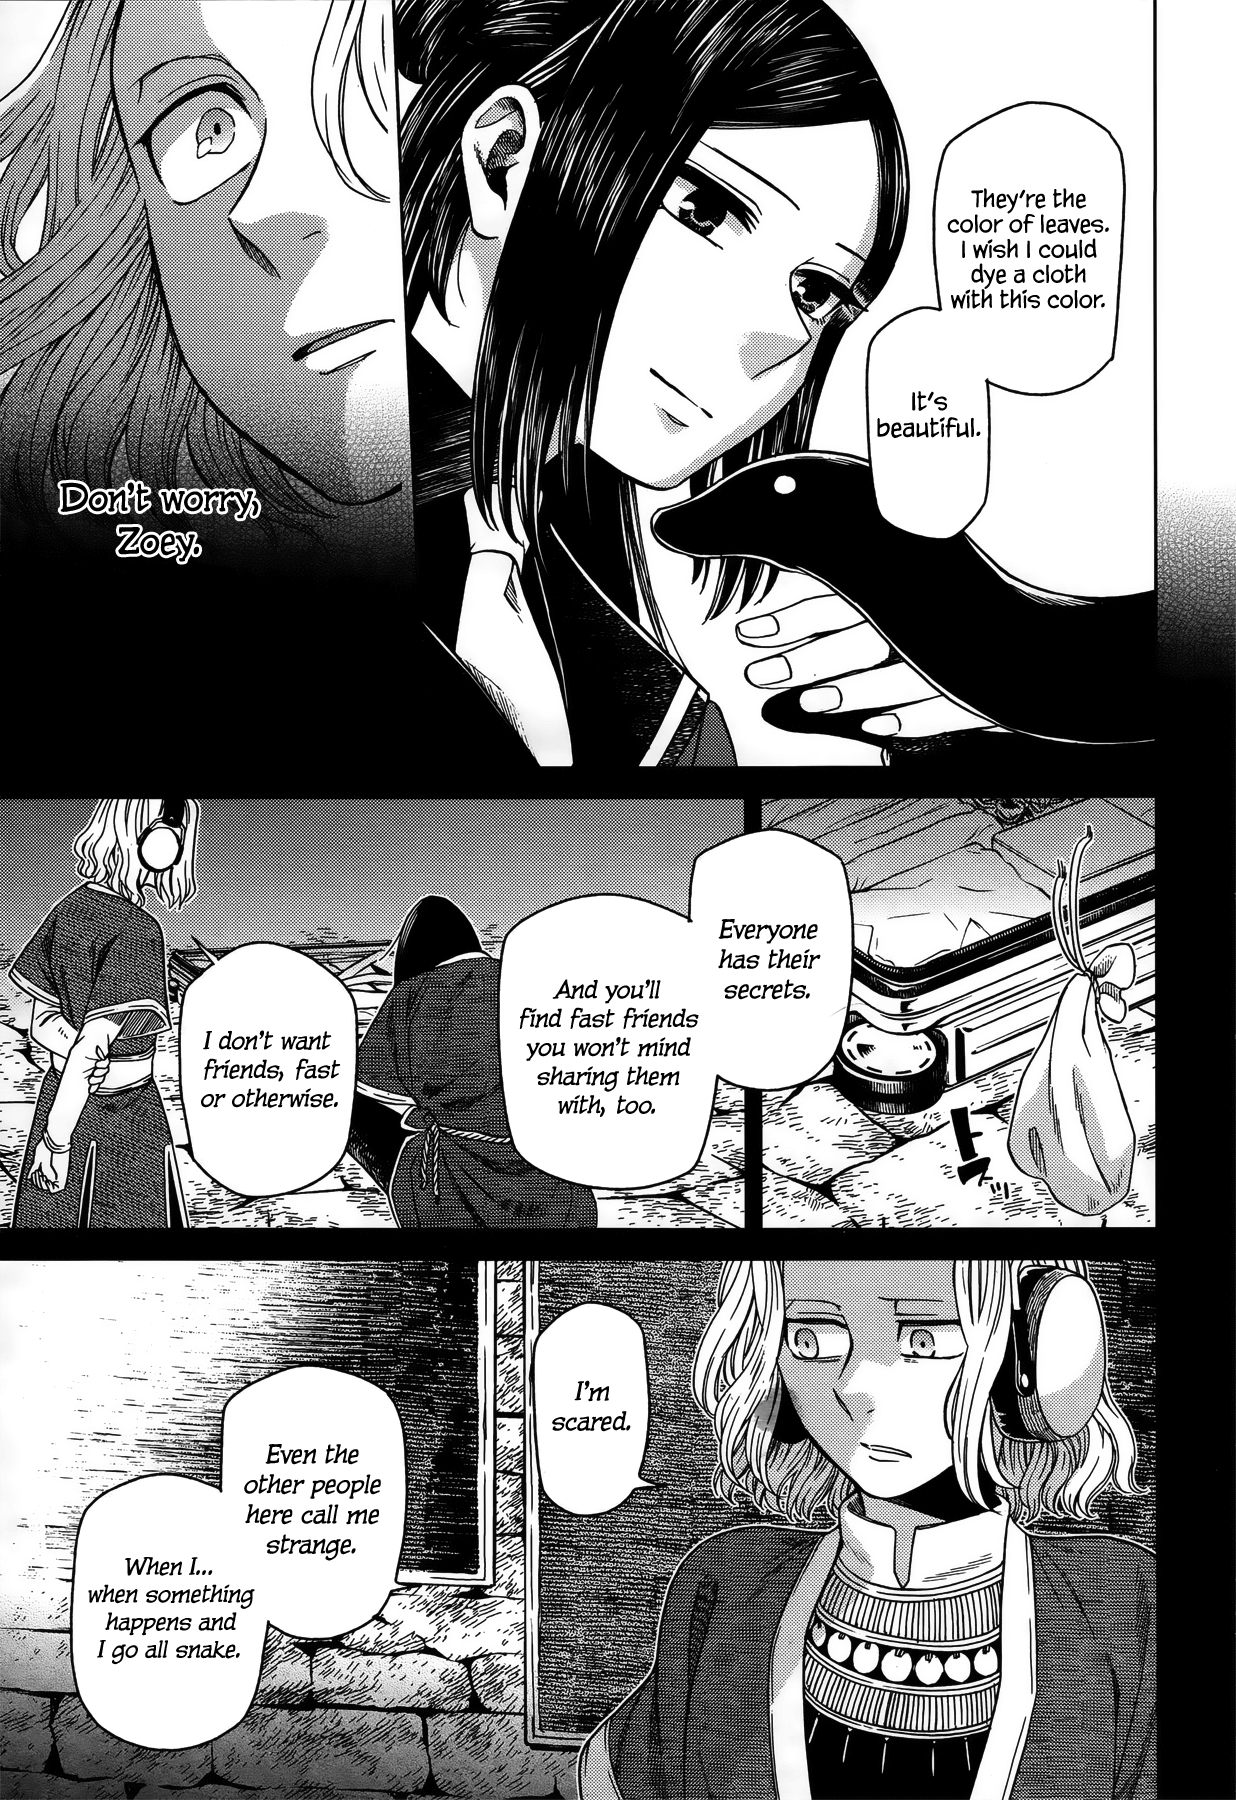 They're the
color of leaves.
I wish I could
dye a cloth
with this color.
It's
beautiful.
Don't worry,
Zoey.
Everyone
has their
secrets.
And you'll
find fast friends
you won't mind
sharing them
with, too.
I don't want
friends, fast
or otherwise.
I'm
scared.
Even the
other people
here call me
strange.
When I...
when something
happens and
I go all snake.